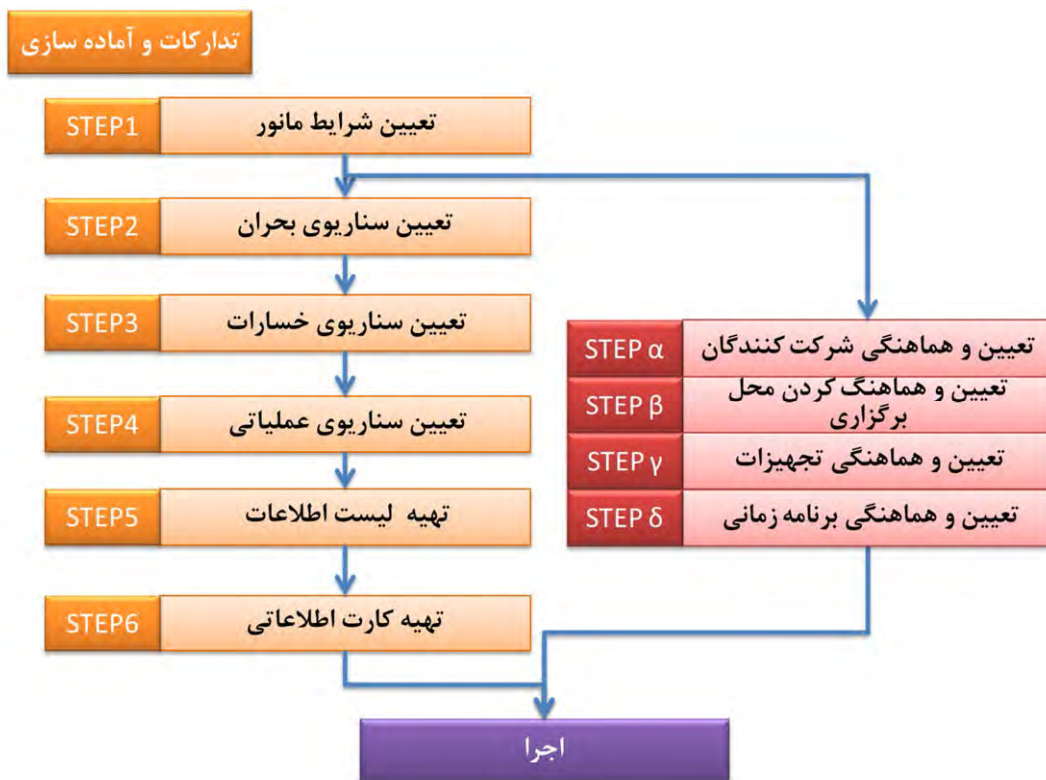 تدارکات و آماده سازی
STEP1
تعیین شرایط مانور
STEP2
تعیین سناریوی بحران
STEP3
تعیین سناریوی خسارات
STEP4
تعیین سناریوی عملیاتی
STEP5
تهیه لیست اطلاعات
STEP6
تهیه کارت اطلاعاتی
STEP α
تعیین و هماهنگی شرکت کنندگان
STEP β
تعیین و هماهنگ کردن محل
برگزاری
STEP γ
تعیین و هماهنگی تجهیزات
STEP δ
تعیین و هماهنگی برنامه زمانی
اجرا